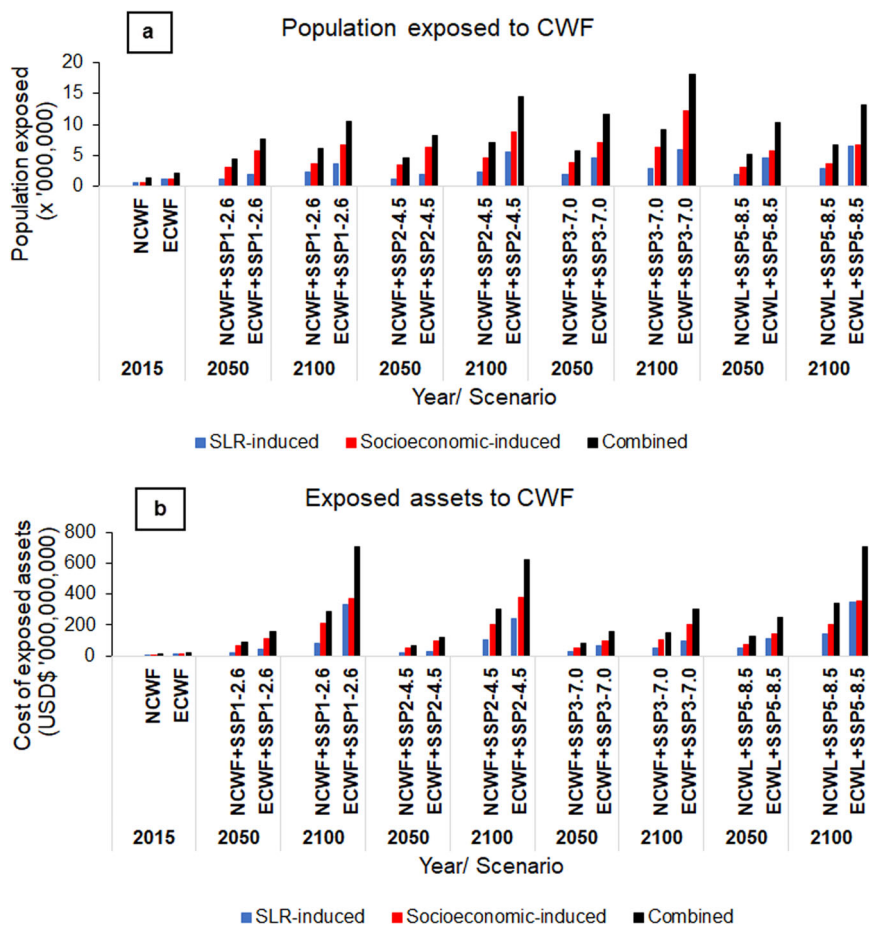 a
Population exposed to CWF
Population exposed
(x '000,000)
20
15
10
5
0
NCWF
ECWF
NCWF+SSP1-2.6
ECWF+SSP1-2.6
NCWF+SSP1-2.6
ECWF+SSP1-2.6
NCWF+SSP2-4.5
ECWF+SSP2-4.5
NCWF+SSP2-4.5
ECWF+SSP2-4.5
NCWF+SSP3-7.0
ECWF+SSP3-7.0
NCWF+SSP3-7.0
ECWF+SSP3-7.0
NCWL+SSP5-8.5
ECWL+SSP5-8.5
NCWL+SSP5-8.5
ECWL+SSP5-8.5
2015 2050 2100 2050 2100 2050 2100 2050 2100
Year/ Scenario
SLR-induced Socioeconomic-induced Combined
b
Exposed assets to CWF
Cost of exposed assets
(USD$ '000,000,000)
800
600
400
200
0
NCWF
ECWF
NCWF+SSP1-2.6
ECWF+SSP1-2.6
NCWF+SSP1-2.6
ECWF+SSP1-2.6
NCWF+SSP2-4.5
ECWF+SSP2-4.5
NCWF+SSP2-4.5
ECWF+SSP2-4.5
NCWF+SSP3-7.0
ECWF+SSP3-7.0
NCWF+SSP3-7.0
ECWF+SSP3-7.0
NCWL+SSP5-8.5
ECWL+SSP5-8.5
NCWL+SSP5-8.5
ECWL+SSP5-8.5
2015 2050 2100 2050 2100 2050 2100 2050 2100
Year/ Scenario
SLR-induced Socioeconomic-induced Combined